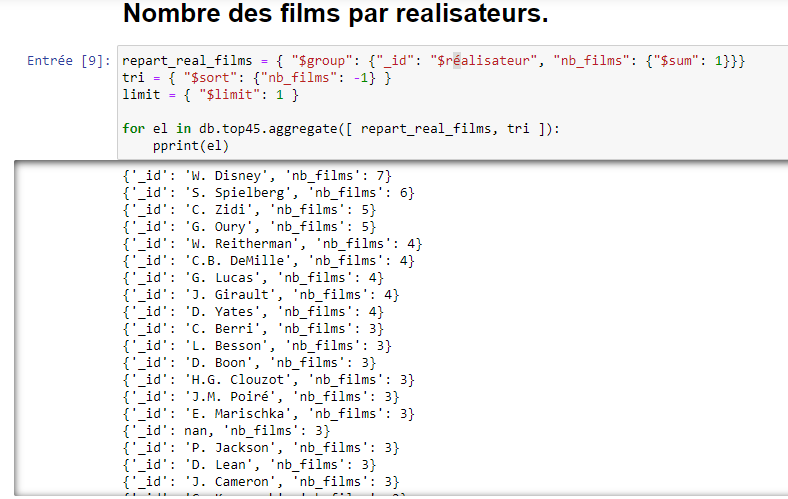 Nombre des films par realisateurs.
Entrée [9]: repart_real_films = { "$group": {"_id": "$réalisateur", "nb_films": {"$sum": 1}}}
tri = { "$sort": {"nb_films": -1} }
limit = { "$limit": 1 }
for el in db.top45.aggregate([ repart_real_films, tri ]):
pprint(el)
{'_id': 'W. Disney', 'nb_films': 7}
{'_id': 'S. Spielberg', 'nb_films': 6}
{'_id': 'C. Zidi', 'nb_films': 5}
{'_id': 'G. Oury', 'nb_films': 5}
{'_id': 'W. Reitherman', 'nb_films': 4}
{'_id': 'C.B. DeMille', 'nb_films': 4}
{'_id': 'G. Lucas', 'nb_films': 4}
{'_id': 'J. Girault', 'nb_films': 4}
{'_id': 'D. Yates', 'nb_films': 4}
{'_id': 'C. Berri', 'nb_films': 3}
{'_id': 'L. Besson', 'nb_films': 3}
{'_id': 'D. Boon', 'nb_films': 3}
{'_id': 'H.G. Clouzot', 'nb_films': 3}
{'_id': 'J.M. Poiré', 'nb_films': 3}
{'_id': 'E. Marischka', 'nb_films': 3}
{'_id': nan, 'nb_films': 3}
{'_id': 'P. Jackson', 'nb_films': 3}
{'_id': 'D. Lean', 'nb_films': 3}
{'_id': 'J. Cameron', 'nb_films': 3}